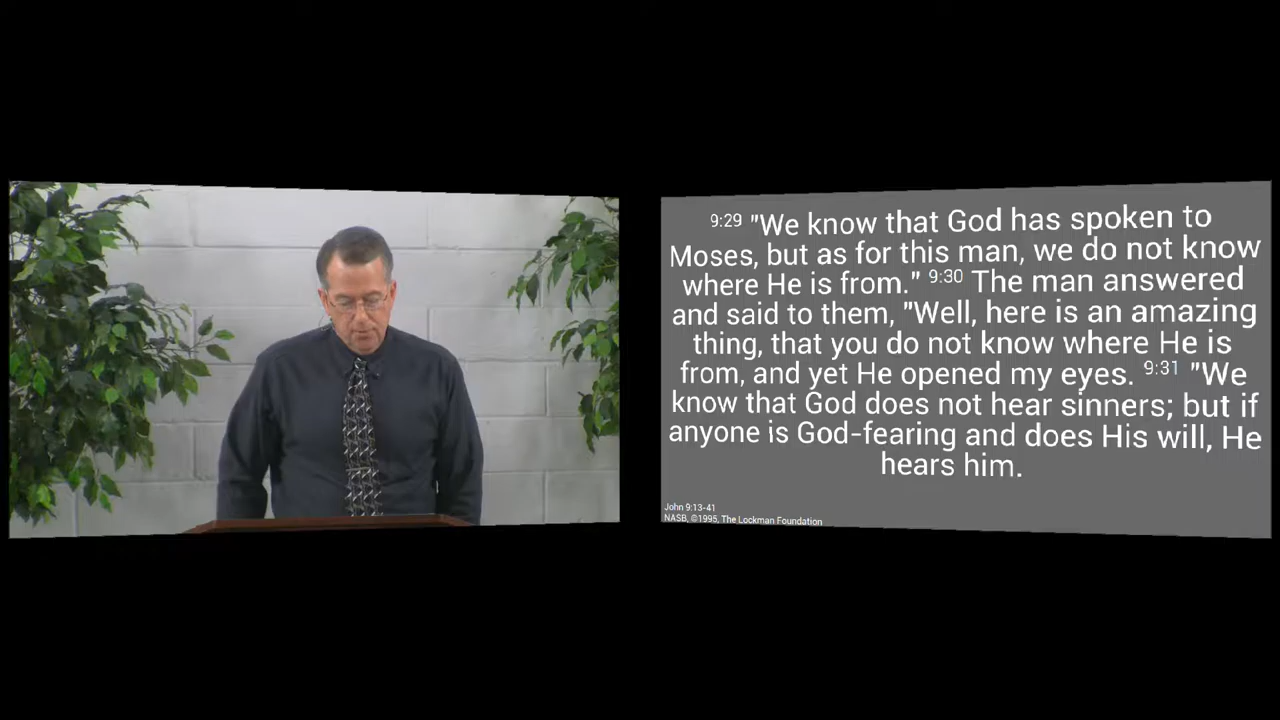 9:29 "We know that God has spoken to
Moses, but as for this man, we do not know
where He is from." 9:30 The man answered
and said to them, "Well, here is an amazing
thing, that you do not know where He is
from, and yet He opened my eyes. 9:31 "We
know that God does not hear sinners; but if
anyone is God-fearing and does His will, He
hears him.
John 9:13-41
NASB, ©1995, The Lockman Foundation